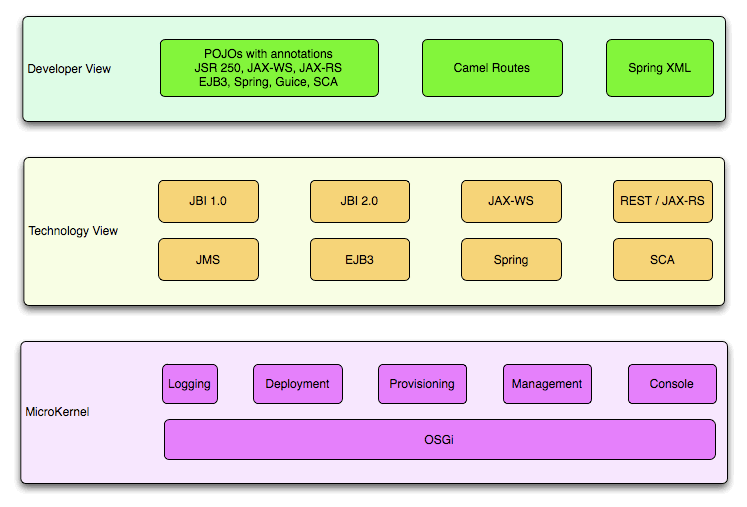 Developer View
POJOs with annotations
JSR 250, JAX-WS, JAX-RS
EJB3, Spring, Guice, SCA
Camel Routes
Spring XML
Technology View
JBI 1.0
JBI 2.0
JAX-WS
REST / JAX-RS
JMS
EJB3
Spring
SCA
MicroKernel
Logging
Deployment
Provisioning
Management
Console
OSGi